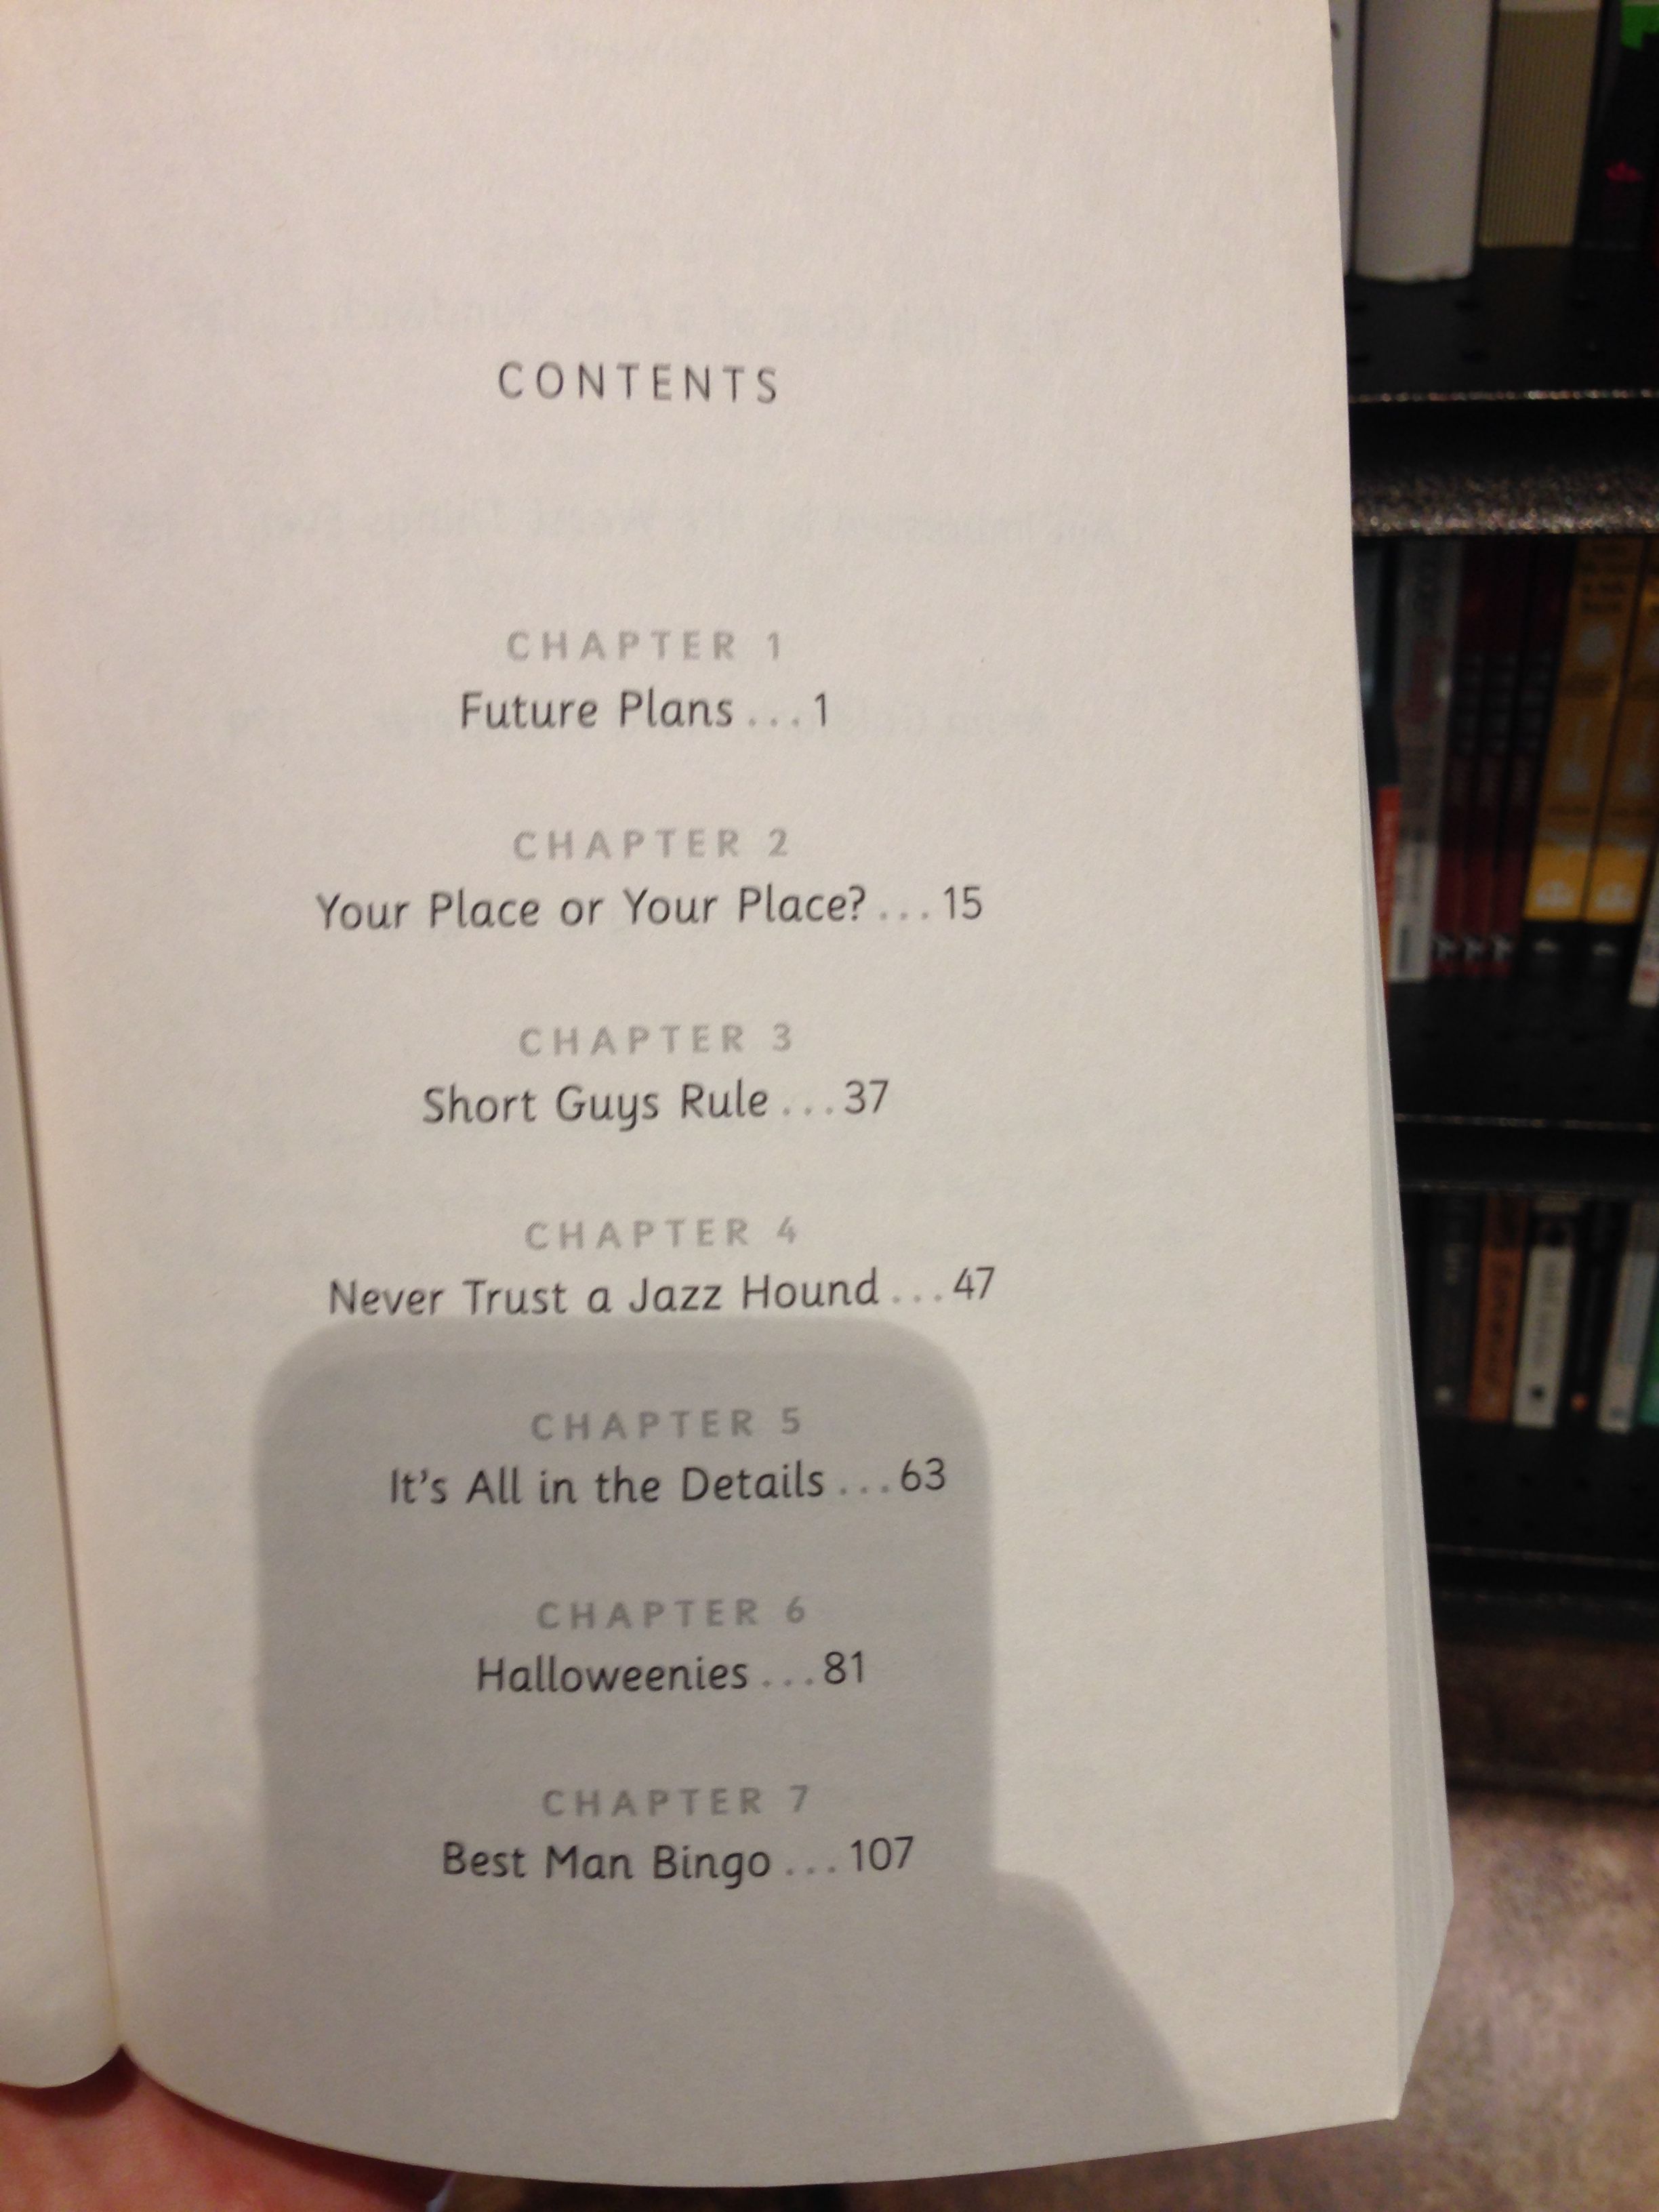 CONTENTS
CHAPTER 1
Future Plans...1
CHAPTER 2
Your Place or Your Place?...15
CHAPTER 3
Short Guys Rule...37
CHAPTER 4
Never Trust a Jazz Hound...47
CHAPTER 5
It's All in the Details...63
CHAPTER 6
Halloweenies...81
CHAPTER 7
Best Man Bingo...107